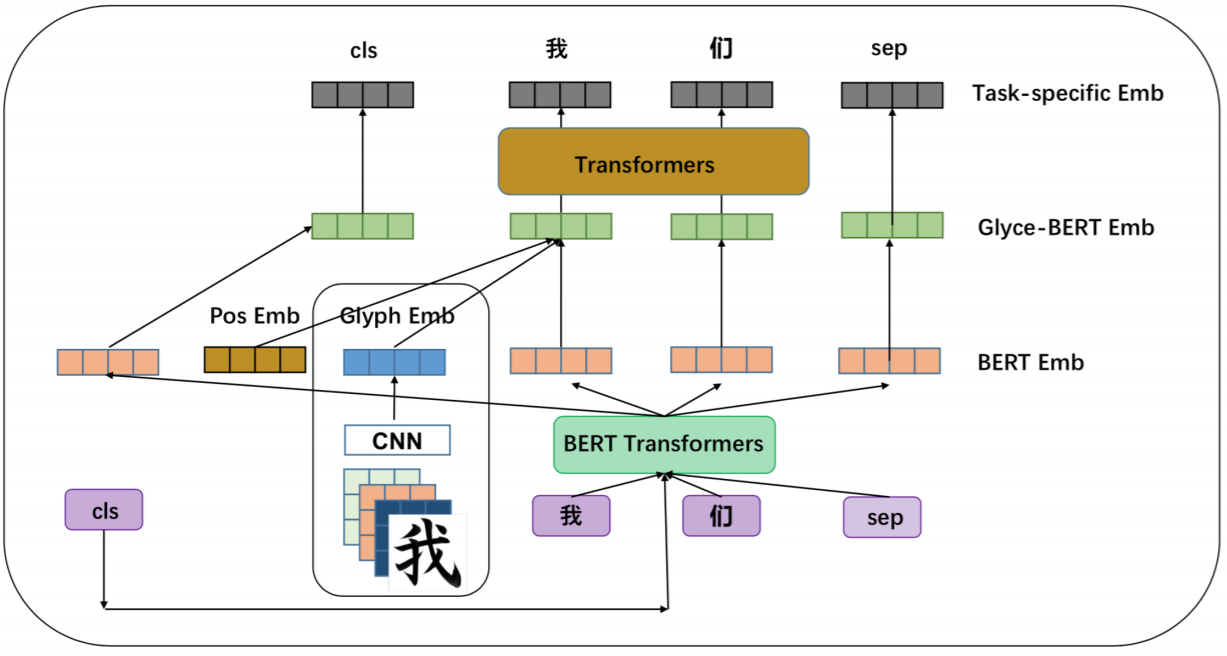 cls
我
们
sep
Task-specific Emb
Transformers
Glyce-BERT Emb
Pos Emb
Glyph Emb
BERT Emb
CNN
BERT Transformers
cls
我
我
们
sep